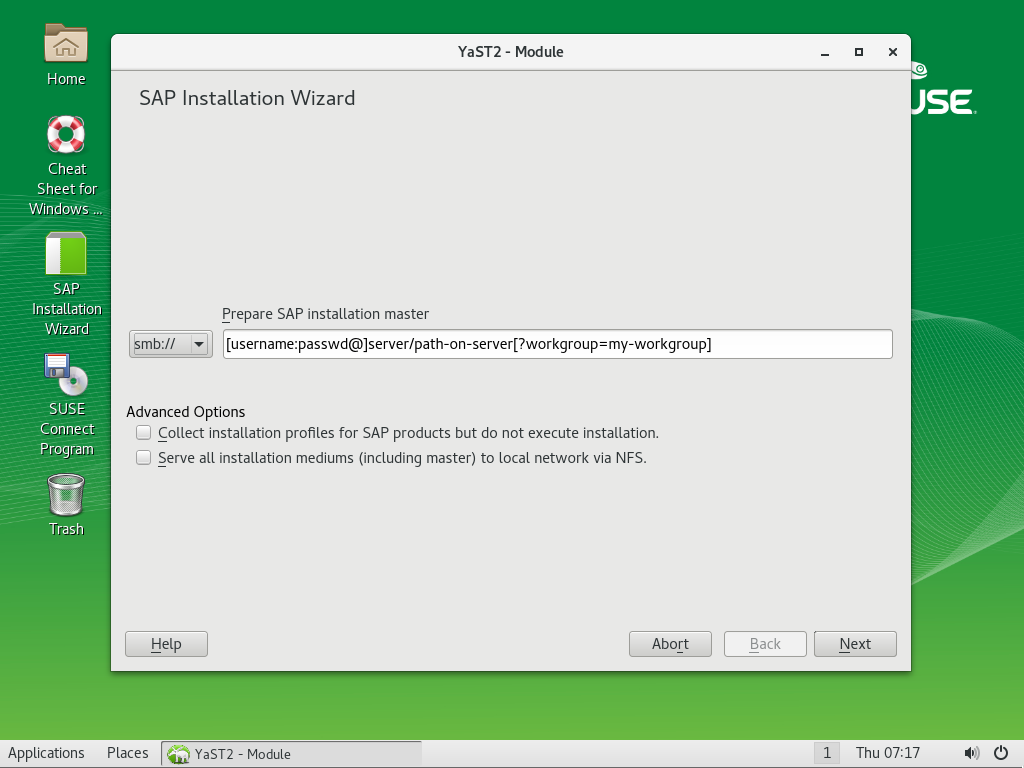 YaST2 - Module
SAP Installation Wizard
Prepare SAP installation master
smb://
[username:passwd@]server/path-on-server[?workgroup=my-workgroup]
Advanced Options
Collect installation profiles for SAP products but do not execute installation.
Serve all installation mediums (including master) to local network via NFS.
Help
Abort
Back
Next
Home
Cheat
Sheet for
Windows ...
SAP
Installation
Wizard
SUSE
Connect
Program
Trash
USE
Applications
Places
YaST2 - Module
1
Thu 07:17